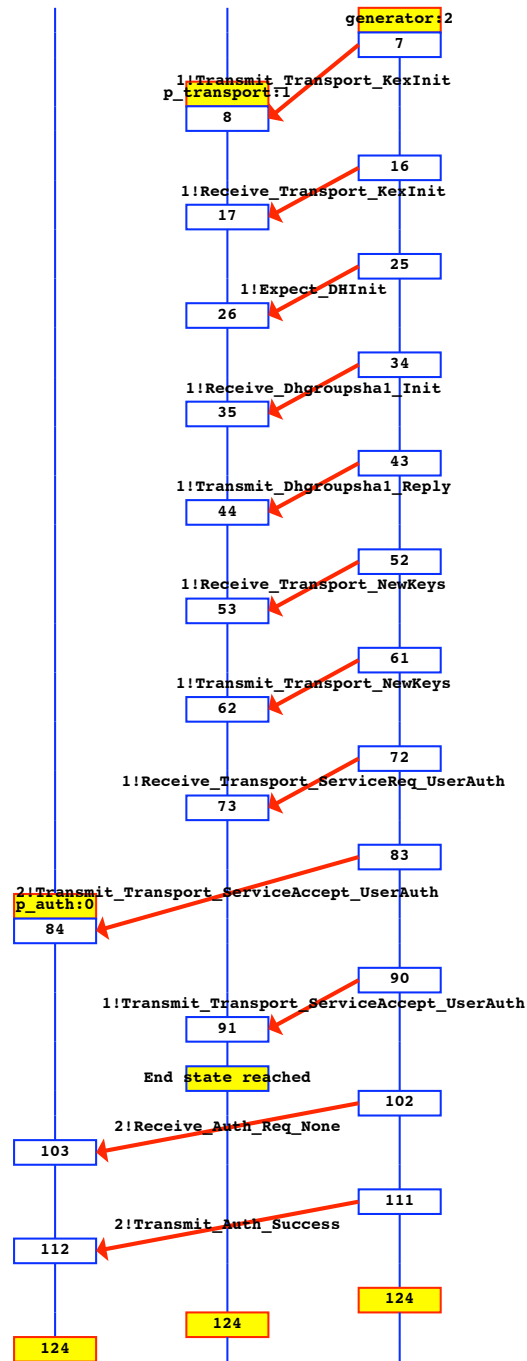 generator:2
7
1!Transmit_Transport_KexInit
p_transport:1
8
16
1!Receive_Transport_KexInit
17
25
1!Expect_DHInit
26
34
1!Receive_Dhgroupsha1_Init
35
43
1!Transmit_Dhgroupsha1_Reply
44
52
1!Receive_Transport_NewKeys
53
61
1!Transmit_Transport_NewKeys
62
72
1!Receive_Transport_ServiceReq_UserAuth
73
83
2!Transmit_Transport_ServiceAccept_UserAuth
p_auth:0
84
90
1!Transmit_Transport_ServiceAccept_UserAuth
91
End state reached
102
2!Receive_Auth_Req_None
103
111
2!Transmit_Auth_Success
112
124
124
124